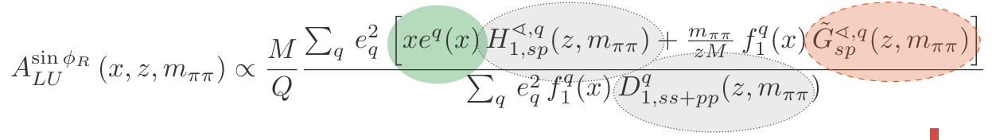 A_{LU}^{\sin \phi_R} (x, z, m_{\pi\pi}) \propto \frac{M}{Q} \frac{\sum_q e_q^2 \left[ x e^q(x) H_{1,sp}^{\sphericalangle,q}(z, m_{\pi\pi}) + \frac{m_{\pi\pi}}{zM} f_1^q(x) \tilde{G}_{sp}^{\sphericalangle,q}(z, m_{\pi\pi}) \right]}{\sum_q e_q^2 f_1^q(x) D_{1,ss+pp}^q(z, m_{\pi\pi})}